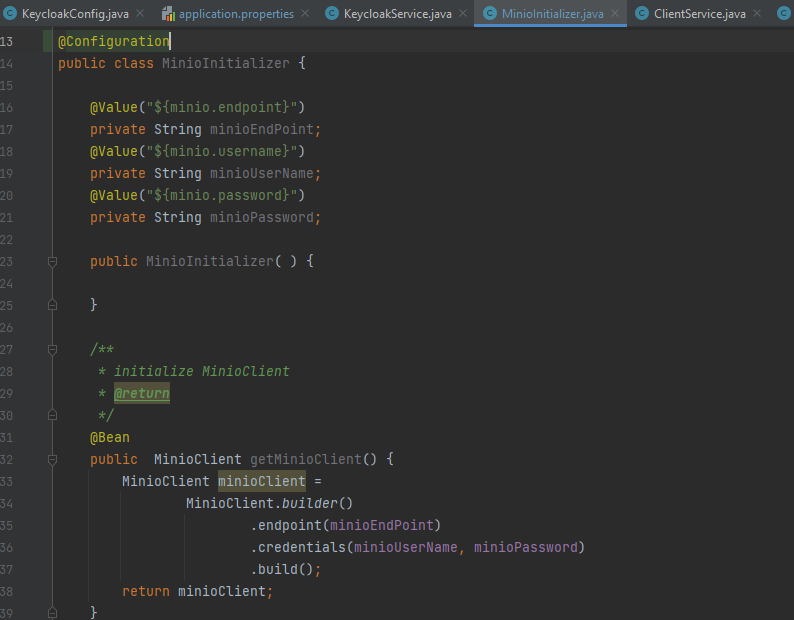 KeycloakConfig.java × application.properties × KeycloakService.java × MinioInitializer.java × ClientService.java ×
13 @Configuration
14 public class MinioInitializer {
15
16 @Value("${minio.endpoint}")
17 private String minioEndPoint;
18 @Value("${minio.username}")
19 private String minioUserName;
20 @Value("${minio.password}")
21 private String minioPassword;
22
23 public MinioInitializer( ) {
24
25 }
26
27 /**
28 * initialize MinioClient
29 * @return
30 */
31 @Bean
32 public  MinioClient getMinioClient() {
33 MinioClient minioClient =
34 MinioClient.builder()
35 .endpoint(minioEndPoint)
36 .credentials(minioUserName, minioPassword)
37 .build();
38 return minioClient;
39 }